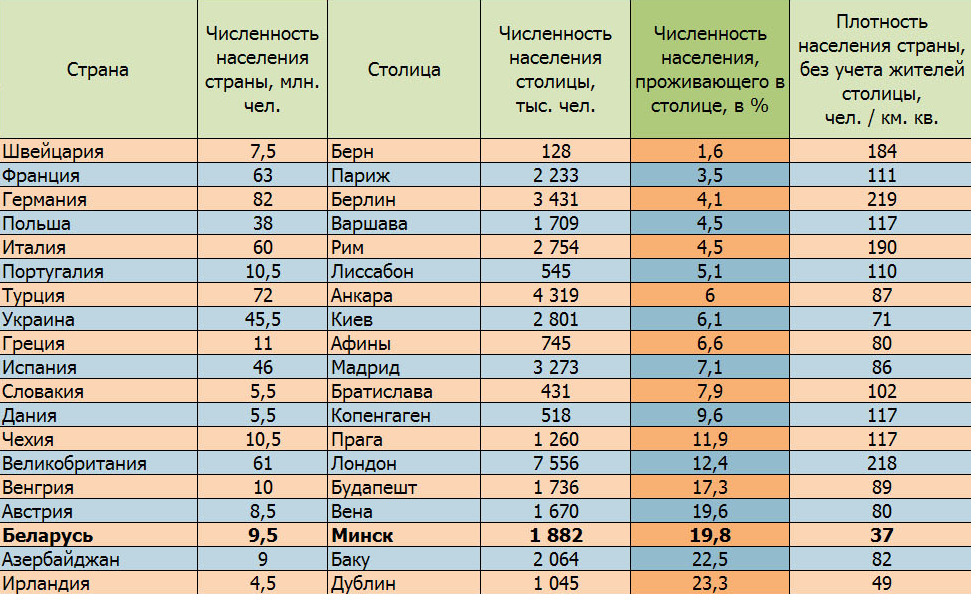 Страна
Численность
населения
страны, млн.
чел.
Столица
Численность
населения
столицы,
тыс. чел.
Численность
населения,
проживающего в
столице, в %
Плотность
населения страны,
без учета жителей
столицы,
чел. / км. кв.
Швейцария 7,5 Берн 128 1,6 184
Франция 63 Париж 2 233 3,5 111
Германия 82 Берлин 3 431 4,1 219
Польша 38 Варшава 1 709 4,5 117
Италия 60 Рим 2 754 4,5 190
Португалия 10,5 Лиссабон 545 5,1 110
Турция 72 Анкара 4 319 6 87
Украина 45,5 Киев 2 801 6,1 71
Греция 11 Афины 745 6,6 80
Испания 46 Мадрид 3 273 7,1 86
Словакия 5,5 Братислава 431 7,9 102
Дания 5,5 Копенгаген 518 9,6 117
Чехия 10,5 Прага 1 260 11,9 117
Великобритания 61 Лондон 7 556 12,4 218
Венгрия 10 Будапешт 1 736 17,3 89
Австрия 8,5 Вена 1 670 19,6 80
Беларусь 9,5 Минск 1 882 19,8 37
Азербайджан 9 Баку 2 064 22,5 82
Ирландия 4,5 Дублин 1 045 23,3 49